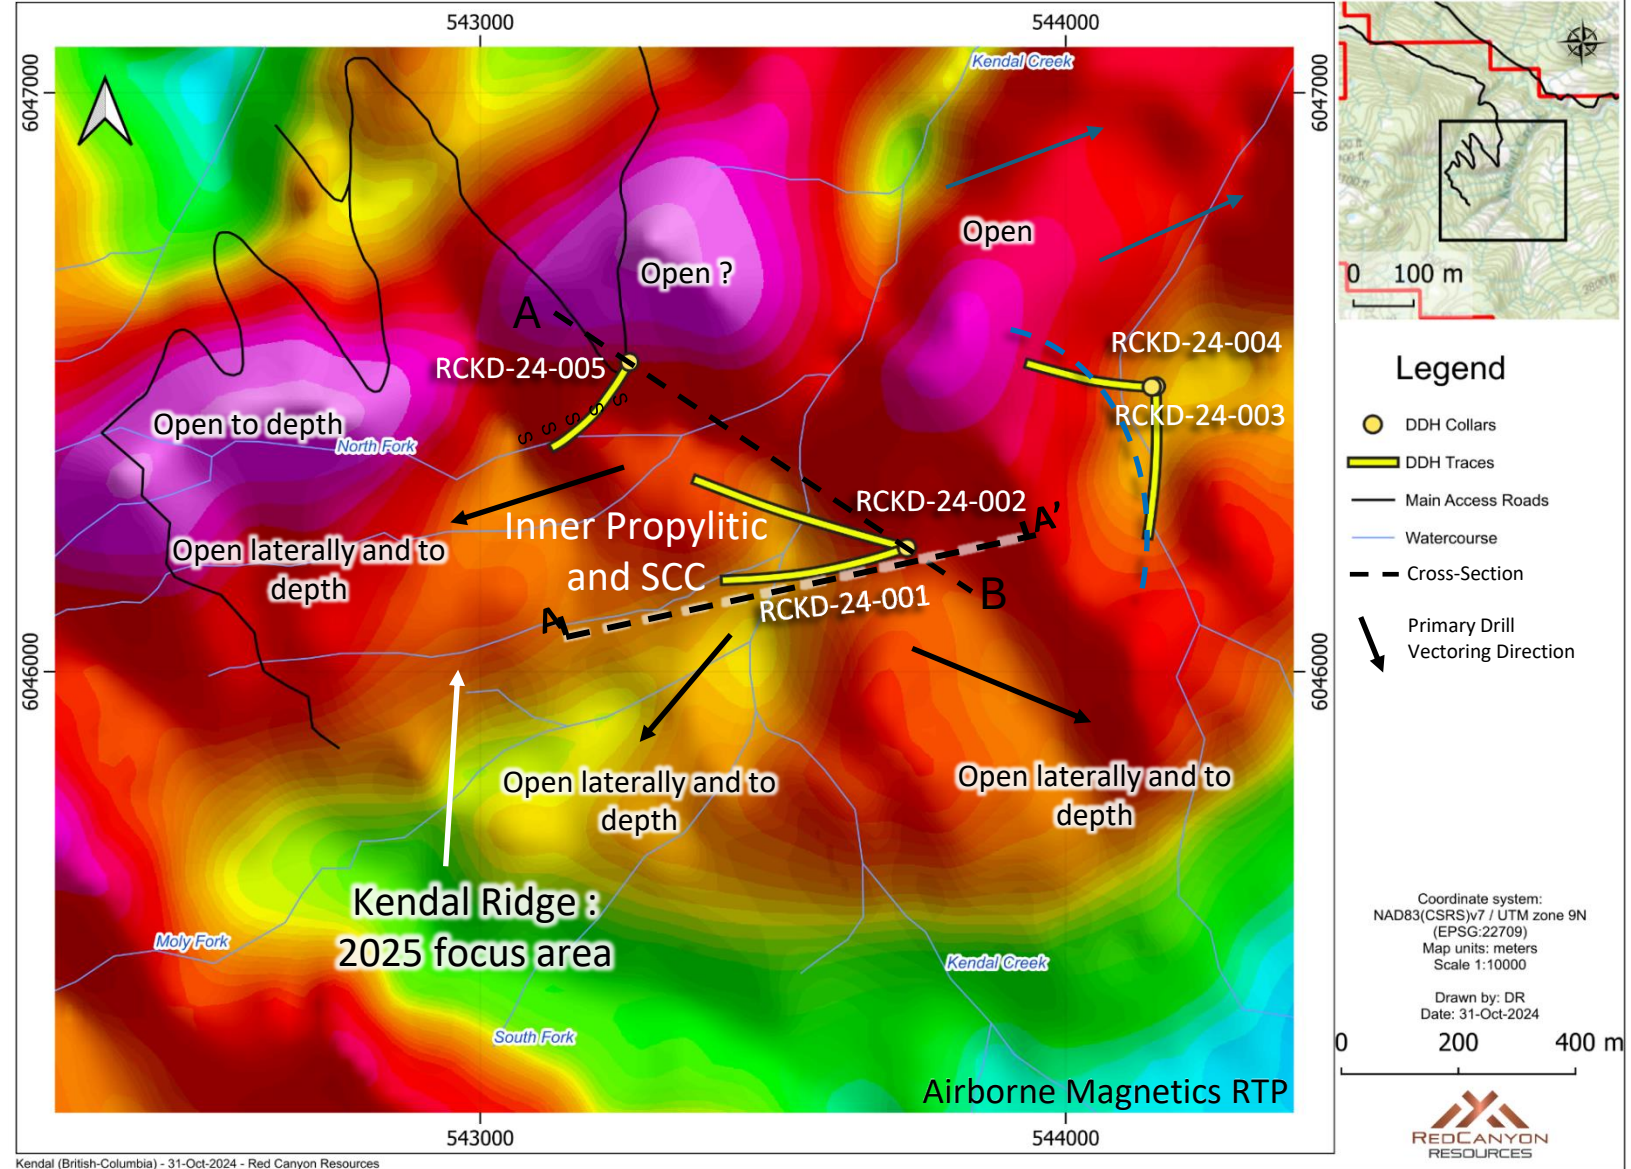 543000
544000
6047000
6047000
Kendal Creek
Open
Open ?
A
RCKD-24-005
RCKD-24-004
RCKD-24-003
Open to depth
North Fork
S S S S S
RCKD-24-002
A'
Inner Propylitic
and SCC
Open laterally and to
depth
RCKD-24-001
B
A
6046000
6046000
Open laterally and to
depth
Open laterally and to
depth
Kendal Ridge :
2025 focus area
Moly Fork
Kendal Creek
South Fork
Airborne Magnetics RTP
543000
544000
Kendal (British-Columbia) - 31-Oct-2024 - Red Canyon Resources
0 100 m
Legend
DDH Collars
DDH Traces
Main Access Roads
Watercourse
Cross-Section
Primary Drill
Vectoring Direction
Coordinate system:
NAD83(CSRS)v7 / UTM zone 9N
(EPSG:22709)
Map units: meters
Scale 1:10000
Drawn by: DR
Date: 31-Oct-2024
0 200 400 m
REDCANYON
RESOURCES